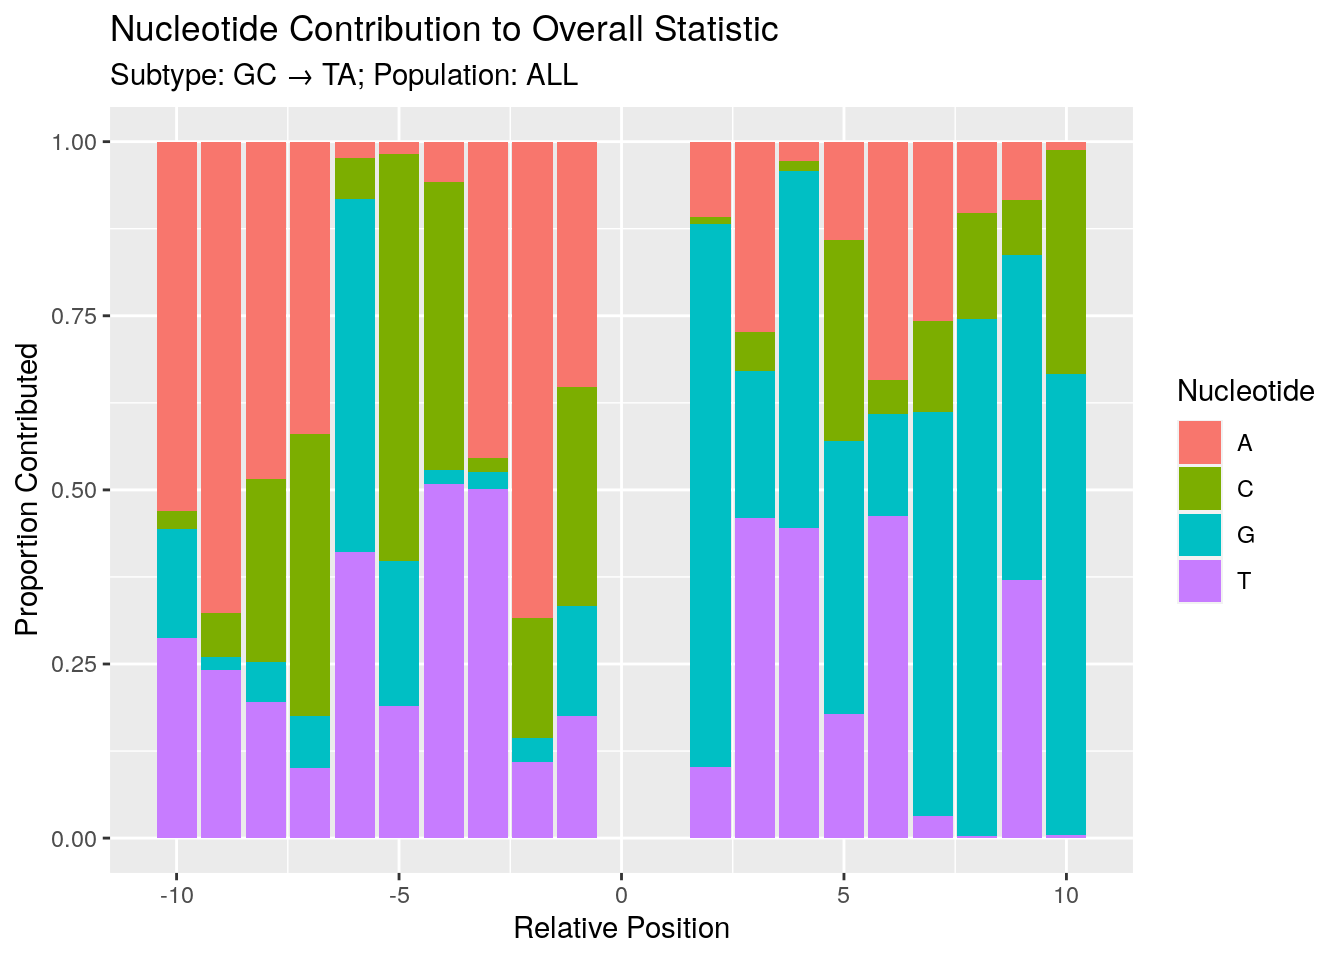 Nucleotide Contribution to Overall Statistic
Subtype: GC → TA; Population: ALL
1.00
0.75
0.50
0.25
0.00
Proportion Contributed
-10
-5
0
5
10
Relative Position
Nucleotide
A
C
G
T